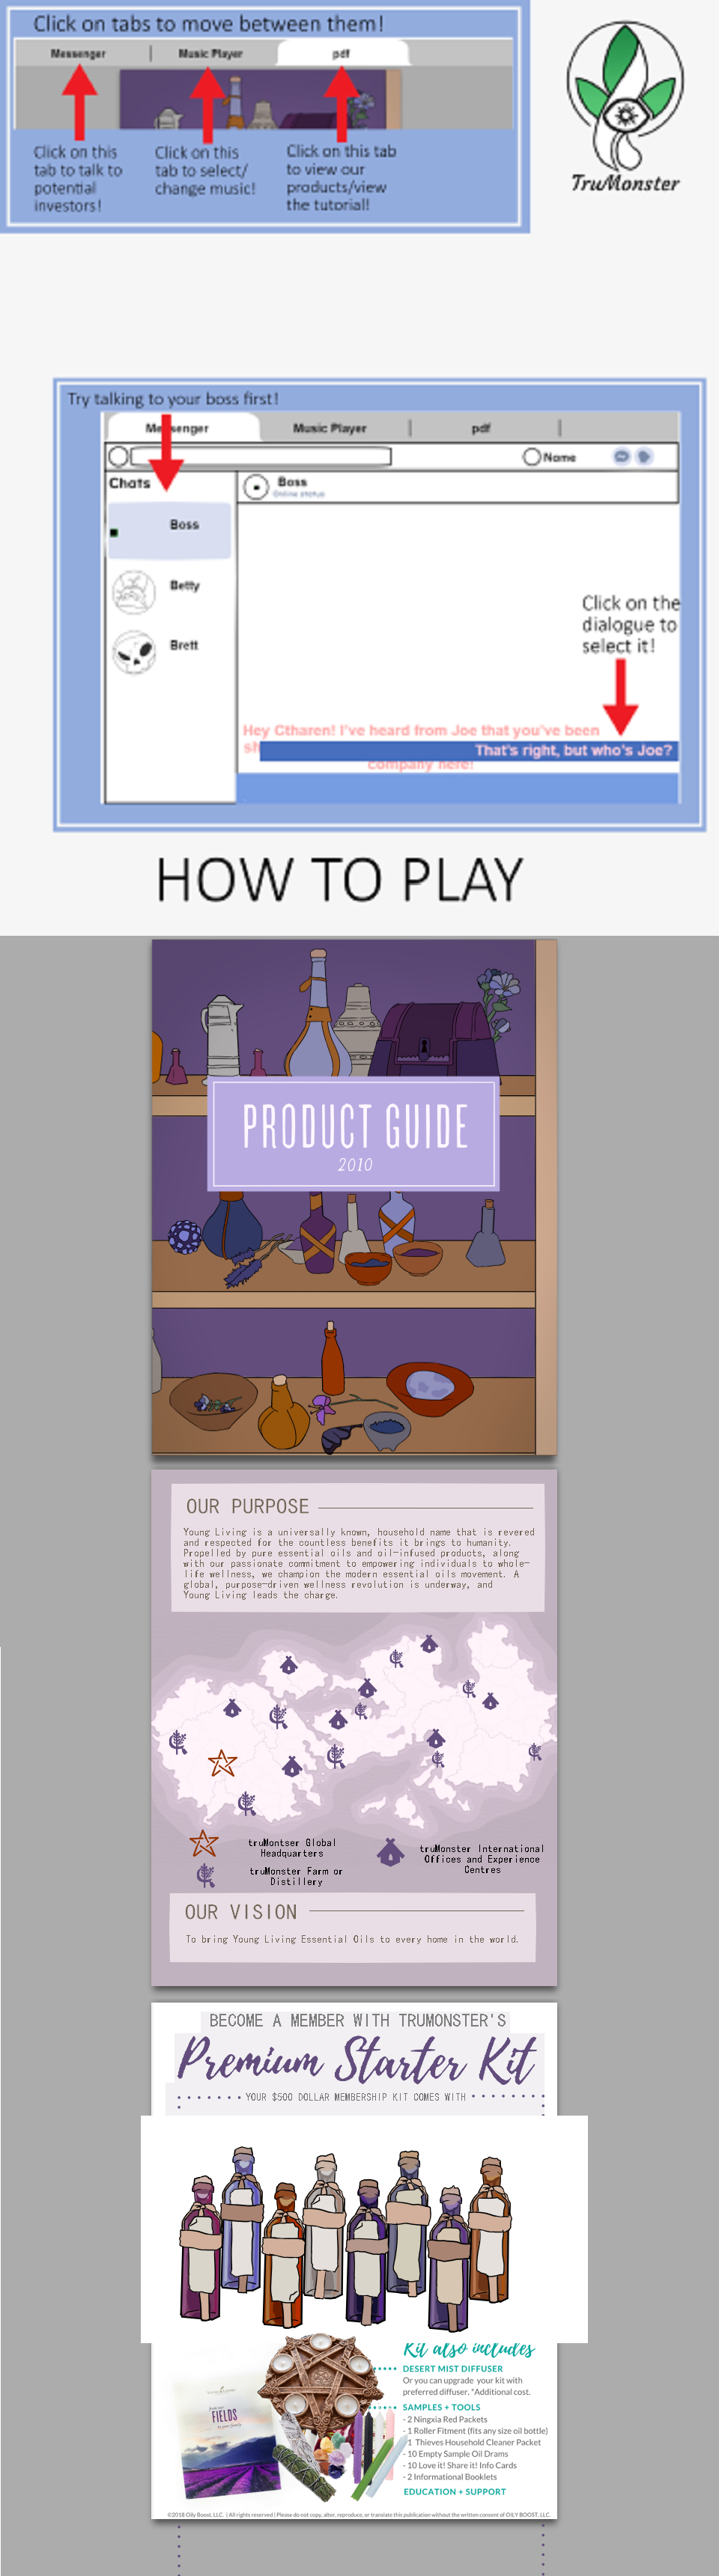 Click on tabs to move between them!
Messenger | Music Player pdf
Click on this
tab to talk to
potential
investors!
Click on this
tab to select/
change music!
Click on this tab
to view our
products/view
the tutorial!
TruMonster
Try talking to your boss first!
Messenger Music Player | pdf |
Name
Chats
Boss
Online status
Boss
Betty
Brett
Click on the
dialogue to
select it!
Hey Ctharen! I've heard from Joe that you've been
sh
That's right, but who's Joe?
company here!
HOW TO PLAY
PRODUCT GUIDE
2010
OUR PURPOSE
Young Living is a universally known, household name that is revered
and respected for the countless benefits it brings to humanity.
Propelled by pure essential oils and oil-infused products, along
with our passionate commitment to empowering individuals to whole-
life wellness, we champion the modern essential oils movement. A
global, purpose-driven wellness revolution is underway, and
Young Living leads the charge.
truMontser Global
Headquarters
truMonster International
Offices and Experience
Centres
truMonster Farm or
Distillery
OUR VISION
To bring Young Living Essential Oils to every home in the world.
BECOME A MEMBER WITH TRUMONSTER'S
Premium Starter Kit
YOUR $500 DOLLAR MEMBERSHIP KIT COMES WITH
Kit also includes
DESERT MIST DIFFUSER
Or you can upgrade your kit with
preferred diffuser, *Additional cost.
SAMPLES + TOOLS
- 2 Ningxia Red Packets
- 1 Roller Fitment (fits any size oil bottle)
1 Thieves Household Cleaner Packet
- 10 Empty Sample Oil Drams
- 10 Love it! Share it! Info Cards
- 2 Informational Booklets
EDUCATION + SUPPORT
FIELDS
©2018 Oily Boost, LLC. | All rights reserved | Please do not copy, alter, reproduce, or translate this publication without the written consent of OILY BOOST, LLC.